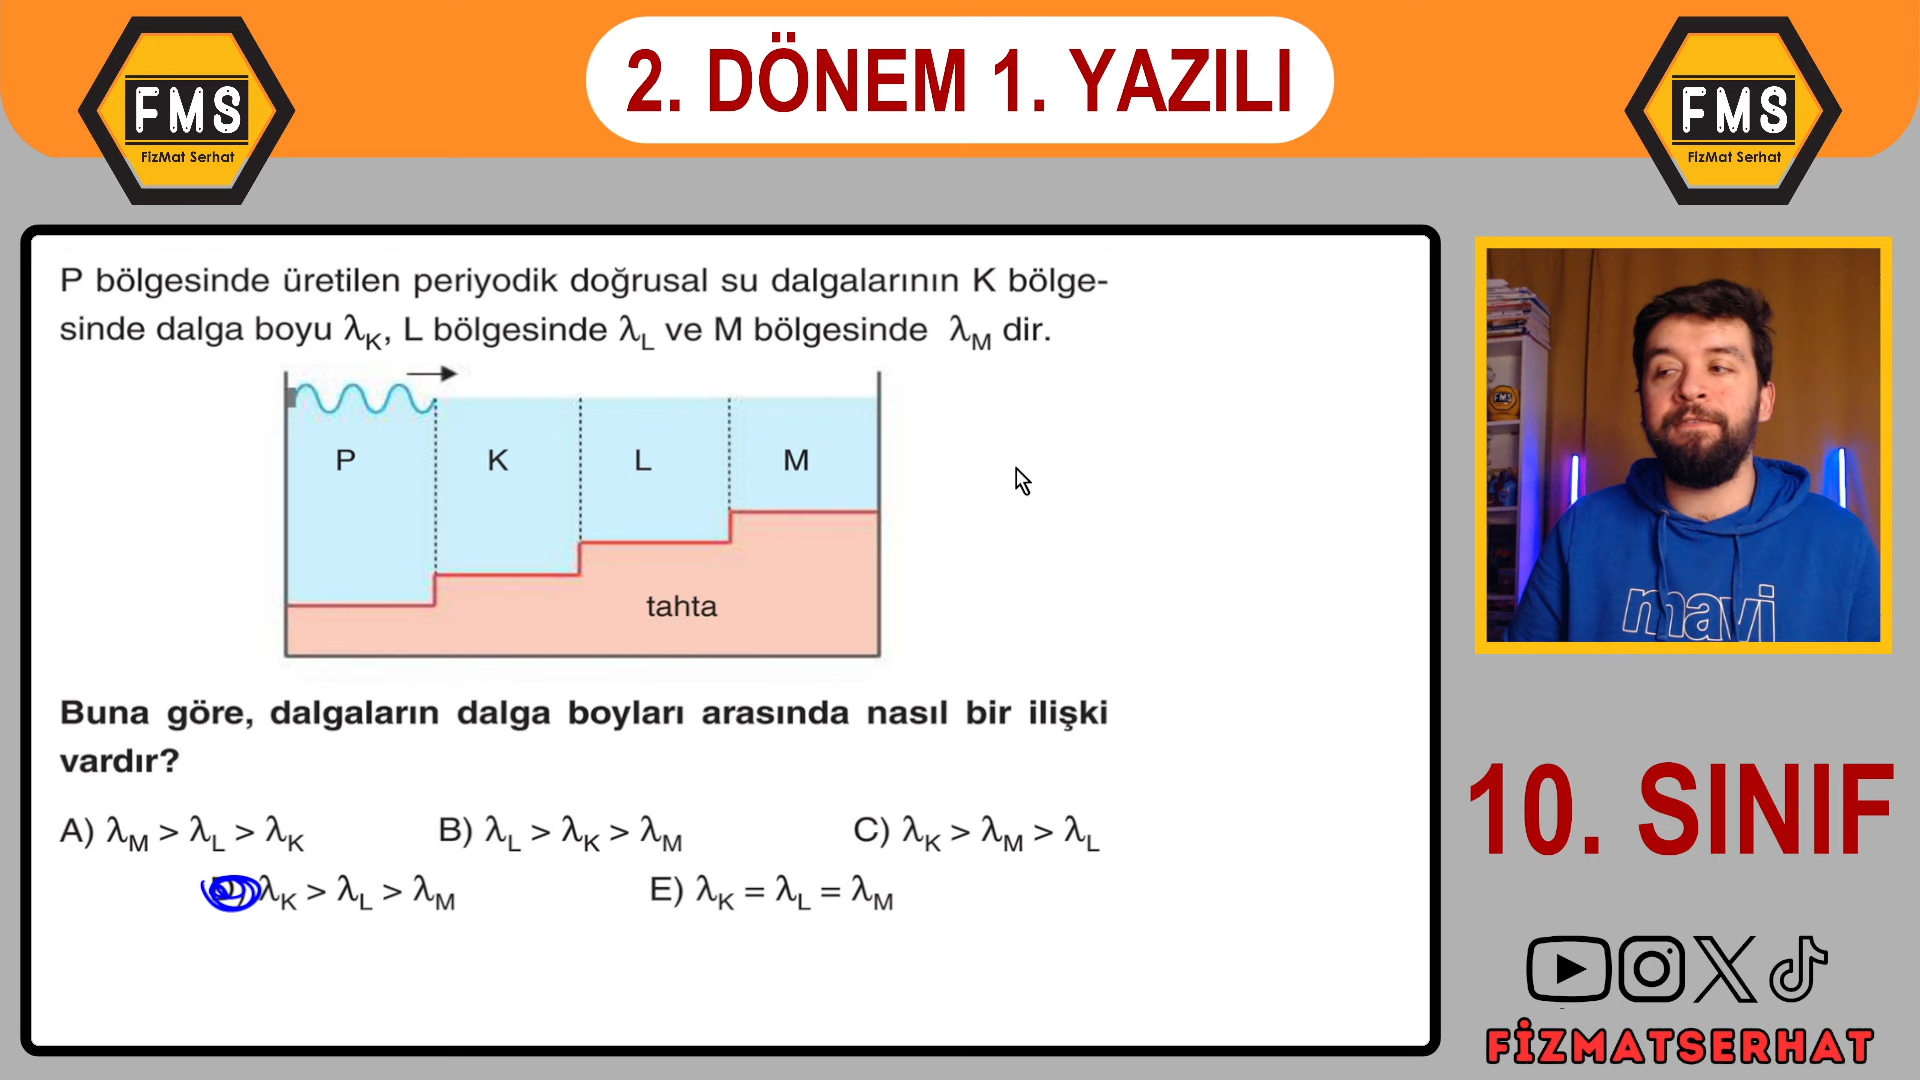 FMS
FizMat Serhat
2. DÖNEM 1. YAZILI
FMS
FizMat Serhat
P bölgesinde üretilen periyodik doğrusal su dalgalarının K bölge-
sinde dalga boyu λK, L bölgesinde λL ve M bölgesinde λM dir.
P K L M
tahta
Buna göre, dalgaların dalga boyları arasında nasıl bir ilişki
vardır?
A) λM > λL > λK B) λL > λK > λM C) λK > λM > λL
D) λK > λL > λM E) λK = λL = λM
FMS
mavi
10. SINIF
FİZMATSERHAT